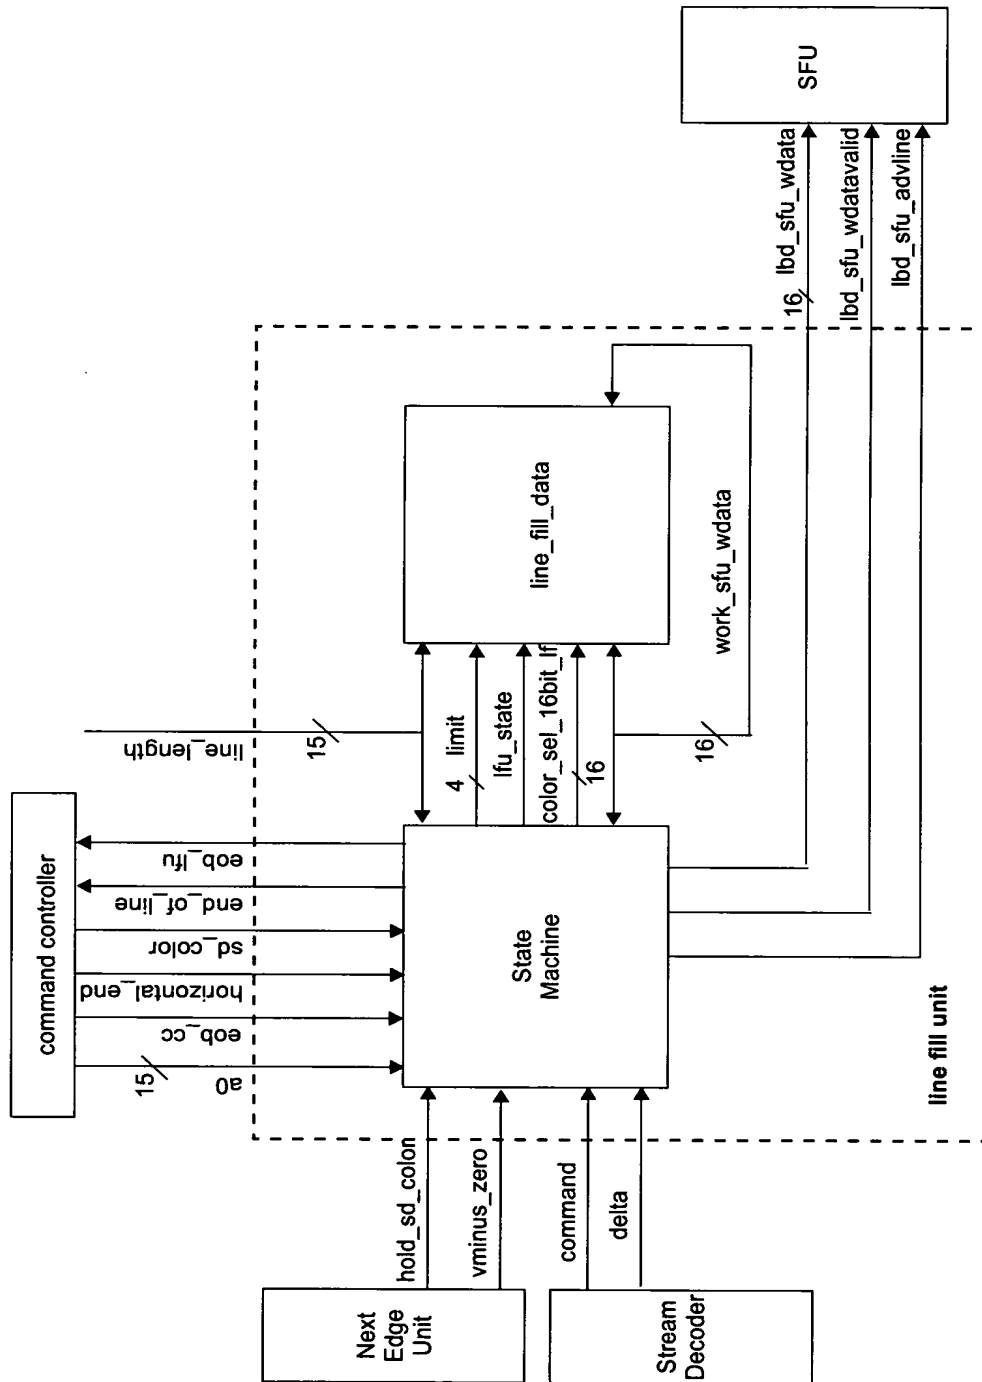 command controller
a0
15
eob_cc
horizontal_end
sd_color
end_of_line
eob_lfu
line_length
15
Next
Edge
Unit
hold_sd_colon
vminus_zero
Stream
Decoder
command
delta
State
Machine
4
limit
lfu_state
color_sel_16bit_lf
16
line_fill_data
16
work_sfu_wdata
16
lbd_sfu_wdata
lbd_sfu_wdatavalid
lbd_sfu_advline
SFU
line fill unit